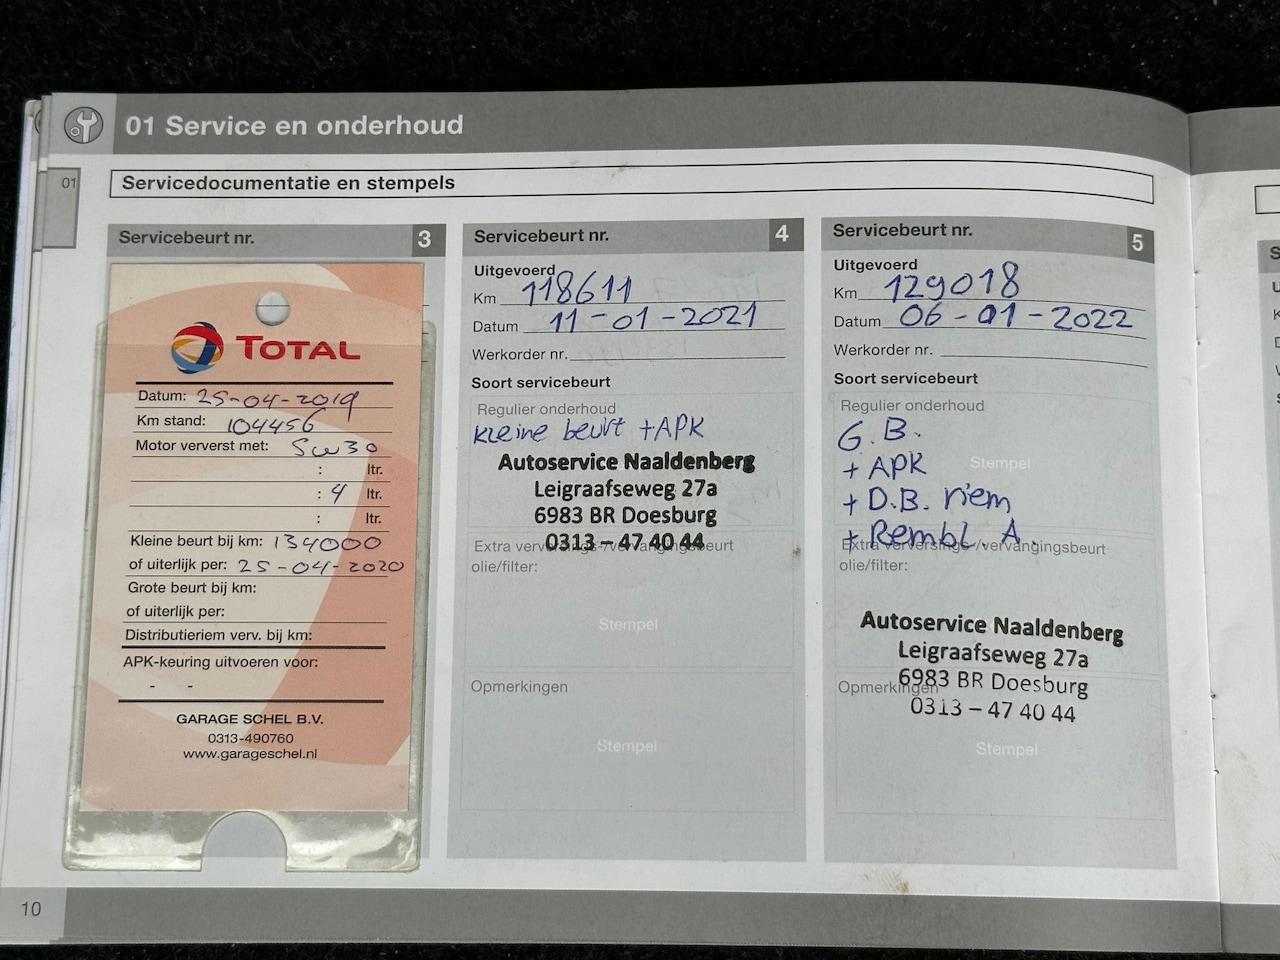 01 Service en onderhoud
01
Servicedocumentatie en stempels
Servicebeurt nr. 3
TOTAL
Datum: 25-04-2019
Km stand: 104456
Motor ververst met: 5w30
: ltr.
: 4 ltr.
: ltr.
Kleine beurt bij km: 134000
of uiterlijk per: 25-04-2020
Grote beurt bij km:
of uiterlijk per:
Distributieriem verv. bij km:
APK-keuring uitvoeren voor:
- -
GARAGE SCHEL B.V.
0313-490760
www.garageschel.nl
Servicebeurt nr. 4
Uitgevoerd
Km 118611
Datum 11-01-2021
Werkorder nr.
Soort servicebeurt
Regulier onderhoud
kleine beurt +APK
Autoservice Naaldenberg
Leigraafseweg 27a
6983 BR Doesburg
0313 – 47 40 44
Extra verversings-/vervangingsbeurt
olie/filter:
Stempel
Opmerkingen
Stempel
Servicebeurt nr. 5
Uitgevoerd
Km 129018
Datum 06-01-2022
Werkorder nr.
Soort servicebeurt
Regulier onderhoud
G.B.
Stempel
+ APK
+ D.B. riem
+ Rembl. A.
Extra verversings-/vervangingsbeurt
olie/filter:
Autoservice Naaldenberg
Leigraafseweg 27a
6983 BR Doesburg
Opmerkingen
0313 – 47 40 44
Stempel
10